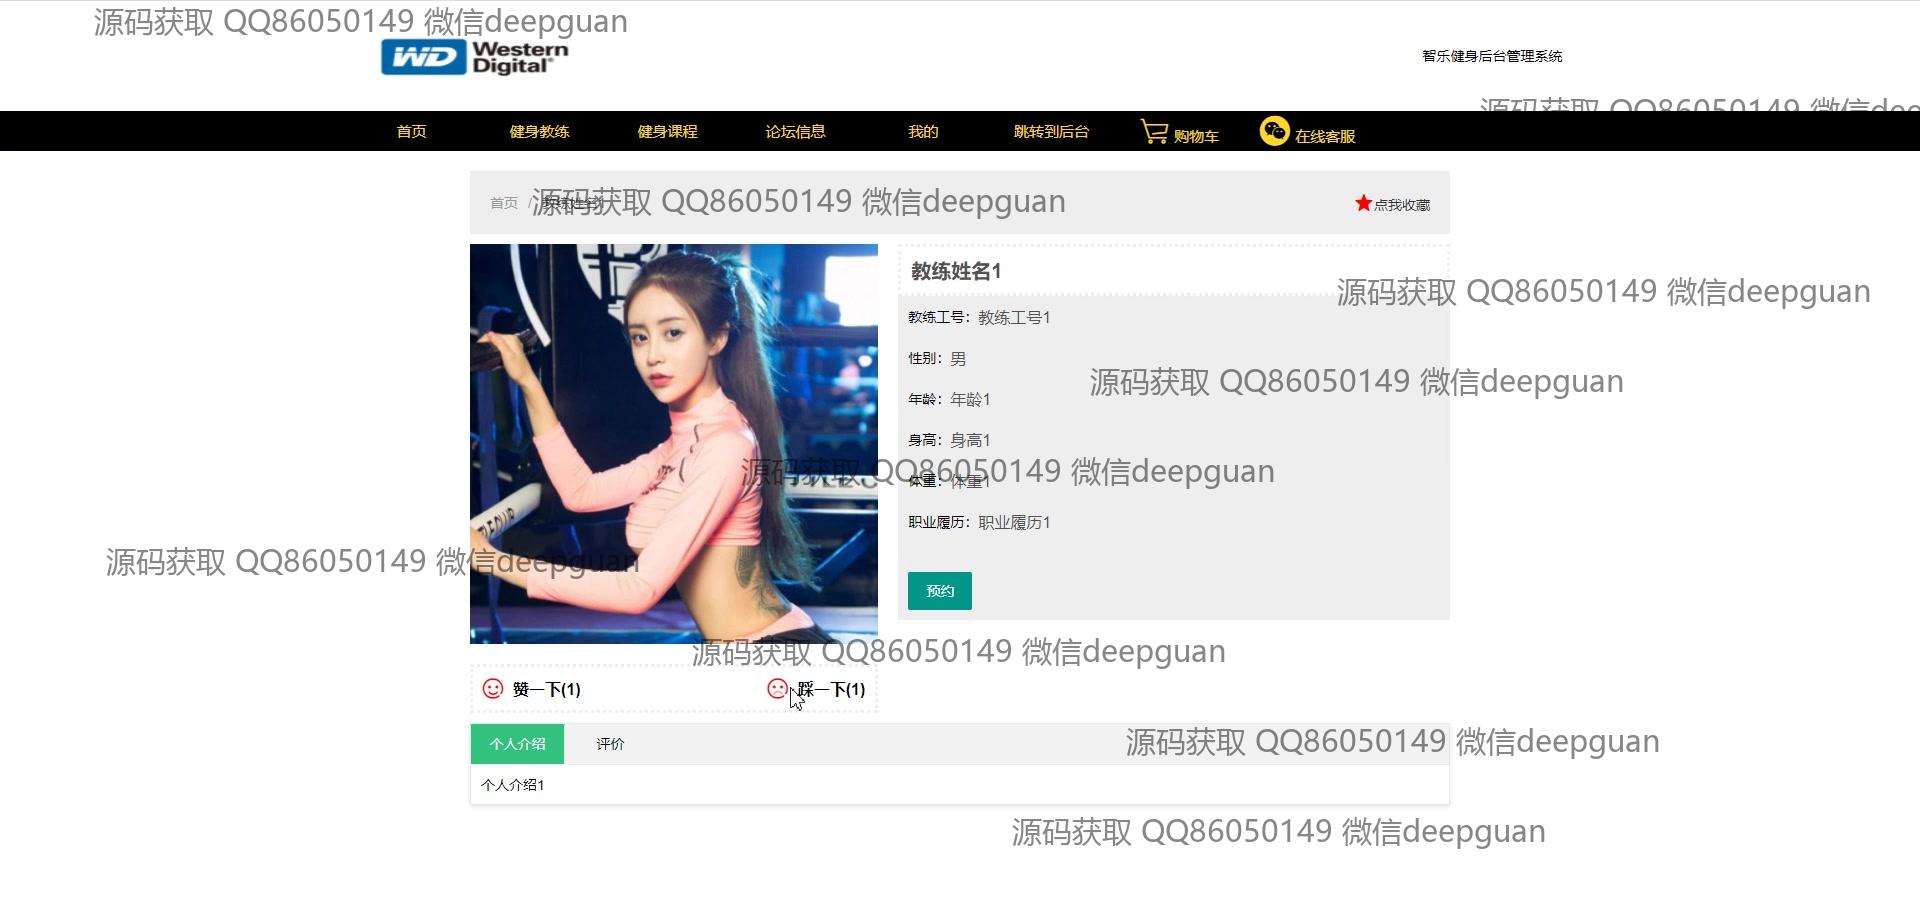 源码获取 QQ86050149 微信deepguan
WD Western Digital
智乐健身后台管理系统
源码获取 QQ86050149 微信dee
首页 健身教练 健身课程 论坛信息 我的 跳转到后台 购物车 在线客服
首页 / 教练姓名1
源码获取 QQ86050149 微信deepguan
点我收藏
教练姓名1
源码获取 QQ86050149 微信deepguan
教练工号：教练工号1
性别：男
源码获取 QQ86050149 微信deepguan
年龄：年龄1
身高：身高1
源码获取 QQ86050149 微信deepguan
体重：体重1
职业履历：职业履历1
源码获取 QQ86050149 微信deepguan
预约
源码获取 QQ86050149 微信deepguan
赞一下(1) 踩一下(1)
个人介绍 评价
源码获取 QQ86050149 微信deepguan
个人介绍1
源码获取 QQ86050149 微信deepguan